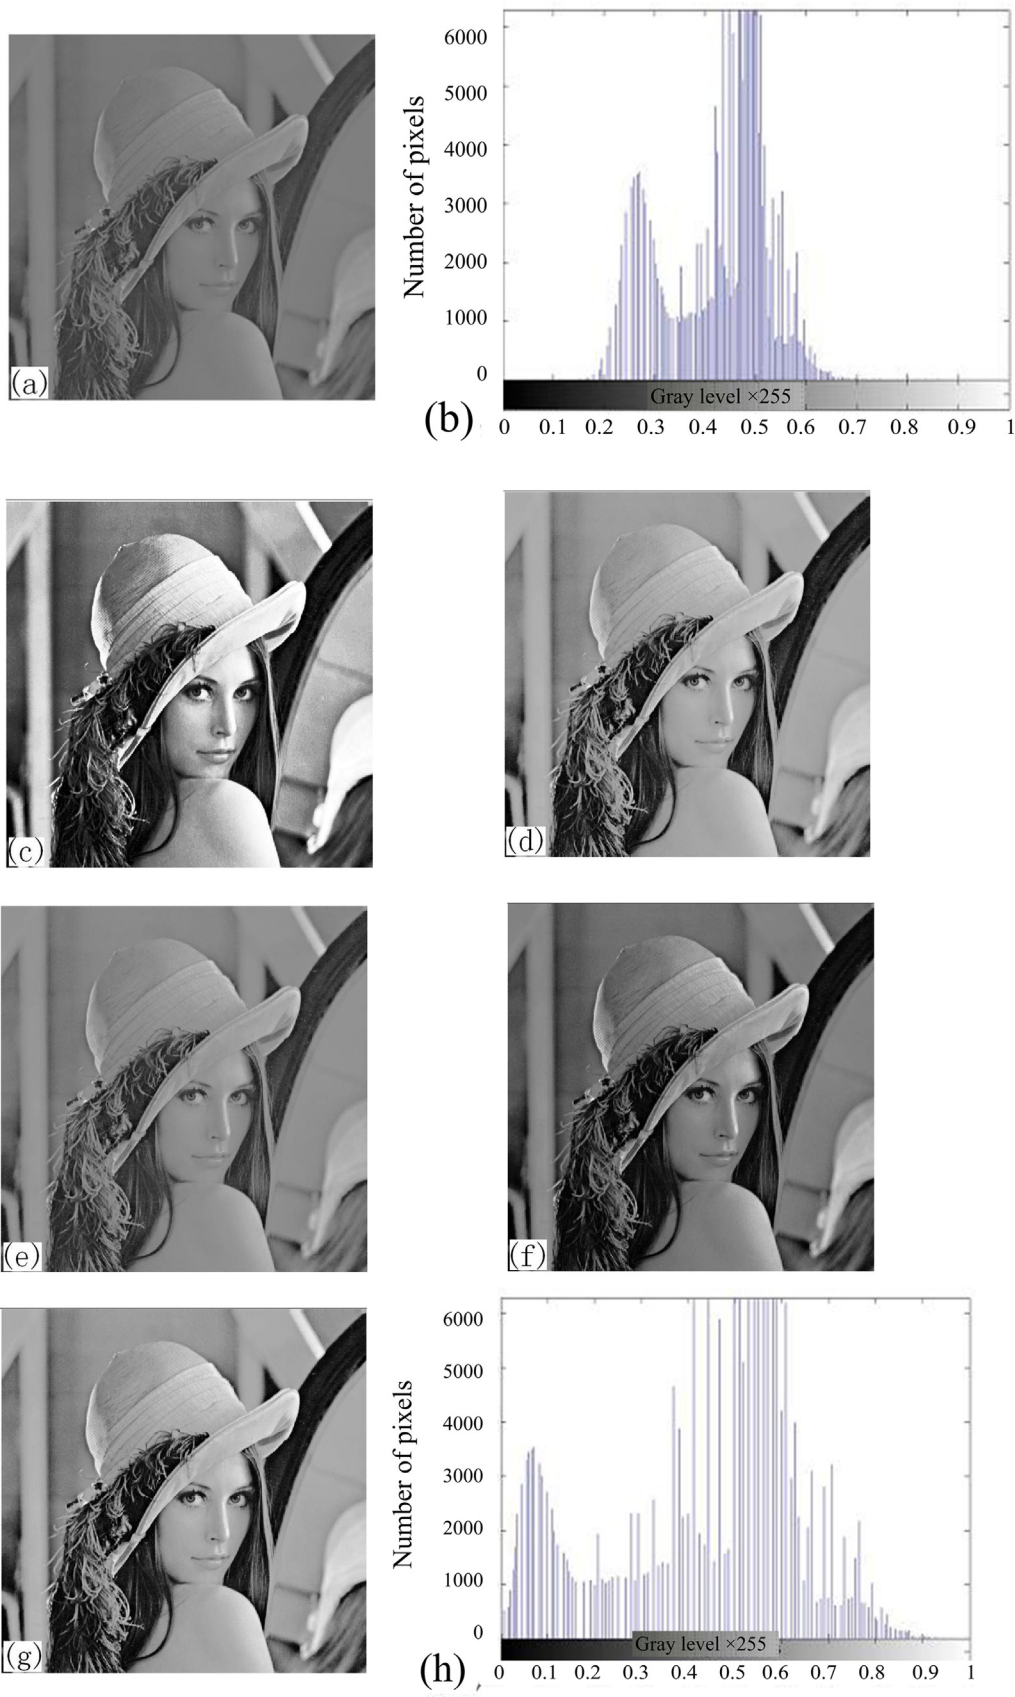 (a)
Number of pixels
6000
5000
4000
3000
2000
1000
0
Gray level ×255
0 0.1 0.2 0.3 0.4 0.5 0.6 0.7 0.8 0.9 1
(b)
(c)
(d)
(e)
(f)
(g)
Number of pixels
6000
5000
4000
3000
2000
1000
0
Gray level ×255
0 0.1 0.2 0.3 0.4 0.5 0.6 0.7 0.8 0.9 1
(h)